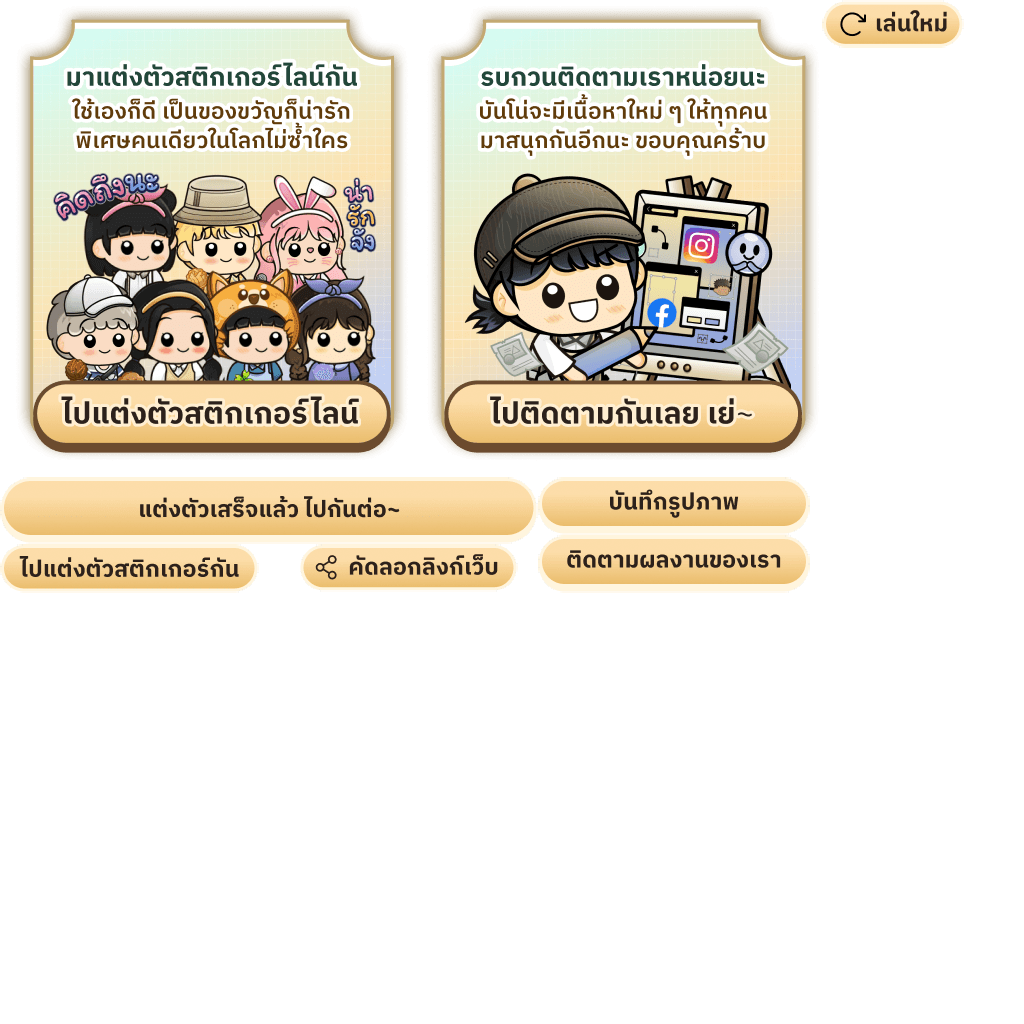 มาแต่งตัวสติกเกอร์ไลน์กัน
ใช้เองก็ดี เป็นของขวัญก็น่ารัก
พิเศษคนเดียวในโลกไม่ซ้ำใคร
คิดถึงนะ
น่า
รัก
จัง
ไปแต่งตัวสติกเกอร์ไลน์
รบกวนติดตามเราหน่อยนะ
บันโน่จะมีเนื้อหาใหม่ ๆ ให้ทุกคน
มาสนุกกันอีกนะ ขอบคุณคร้าบ
ไปติดตามกันเลย เย่~
เล่นใหม่
แต่งตัวเสร็จแล้ว ไปกันต่อ~
บันทึกรูปภาพ
ไปแต่งตัวสติกเกอร์กัน
คัดลอกลิงก์เว็บ
ติดตามผลงานของเรา